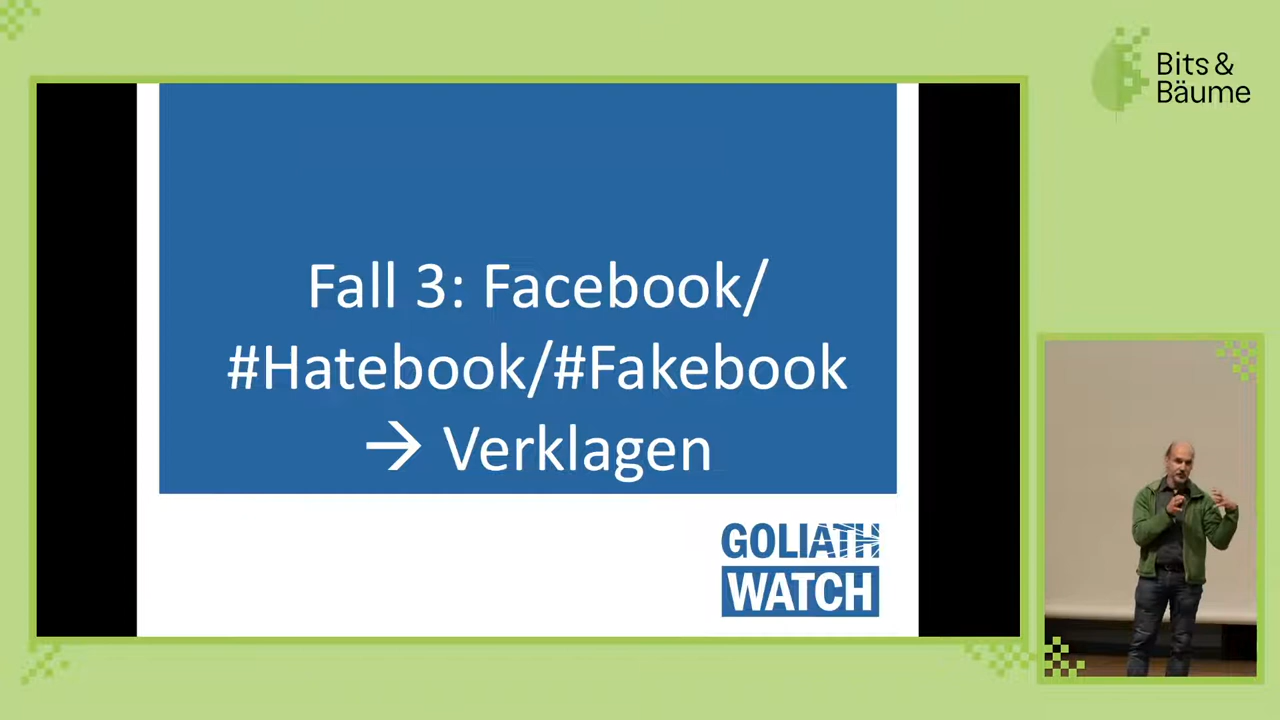 Bits &
Bäume
Fall 3: Facebook/
#Hatebook/#Fakebook
→ Verklagen
GOLIATH
WATCH